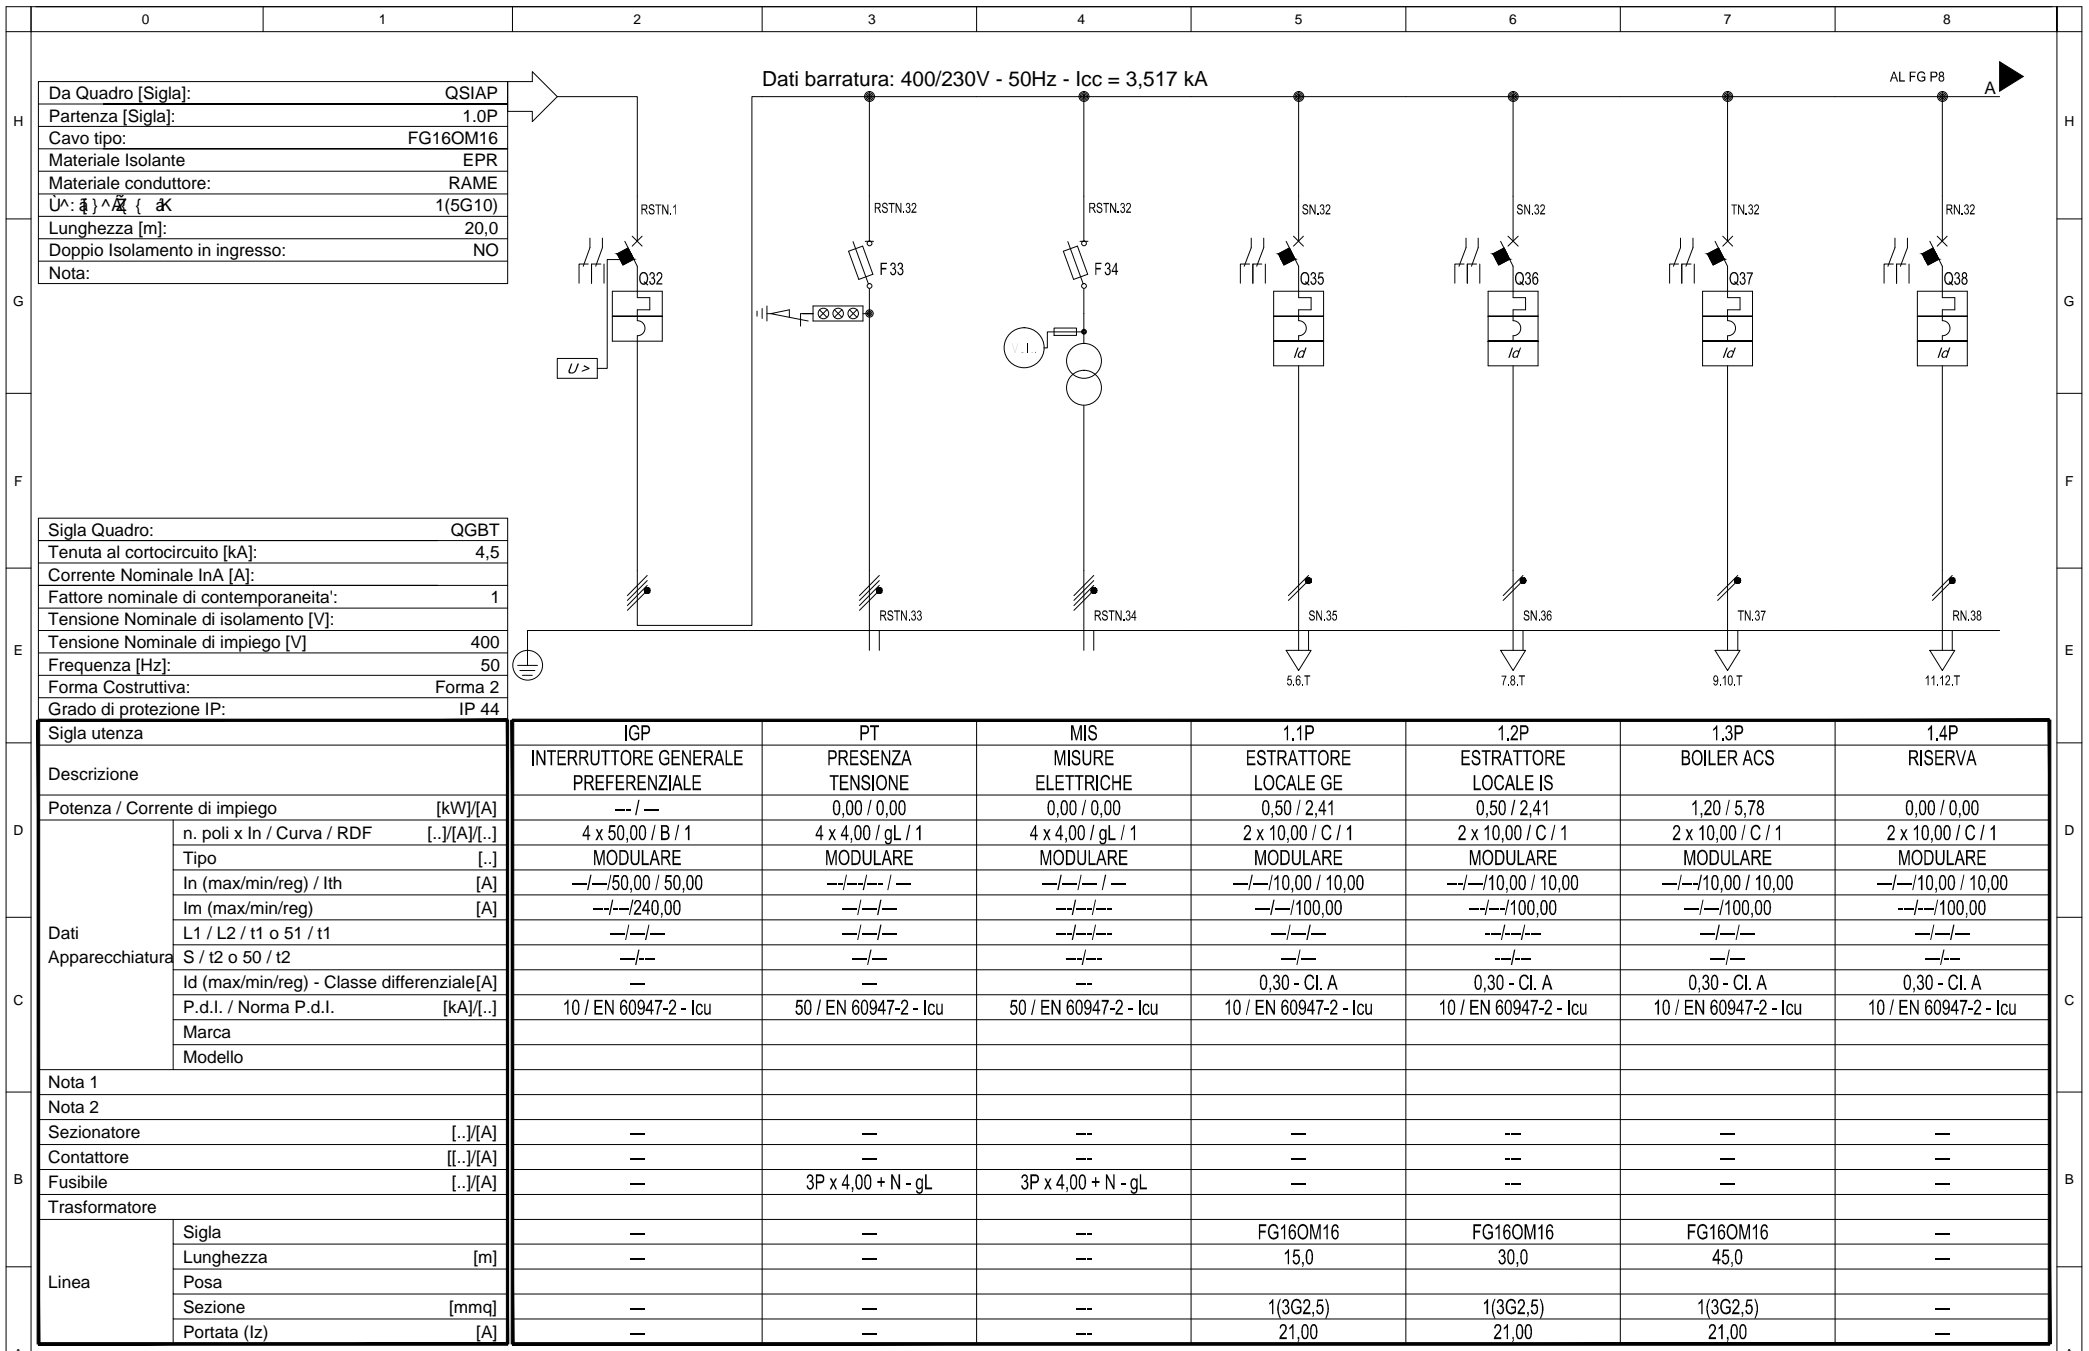 0 1 2 3 4 5 6 7 8
Dati barratura: 400/230V - 50Hz - Icc = 3,517 kA
AL FG P8
A
Da Quadro [Sigla]: QSIAP
Partenza [Sigla]: 1.0P
Cavo tipo: FG16OM16
Materiale Isolante EPR
Materiale conduttore: RAME
1(5G10)
Lunghezza [m]: 20,0
Doppio Isolamento in ingresso: NO
Nota:
H H
G G
F F
E E
D D
C C
B B
RSTN.1 RSTN.32 RSTN.32 SN.32 SN.32 TN.32 RN.32
Q32 F33 F34 Q35 Q36 Q37 Q38
U >
Id Id Id Id
Sigla Quadro: QGBT
Tenuta al cortocircuito [kA]: 4,5
Corrente Nominale InA [A]:
Fattore nominale di contemporaneita': 1
Tensione Nominale di isolamento [V]:
Tensione Nominale di impiego [V] 400
Frequenza [Hz]: 50
Forma Costruttiva: Forma 2
Grado di protezione IP: IP 44
RSTN.33 RSTN.34 SN.35 SN.36 TN.37 RN.38
5.6.T 7.8.T 9.10.T 11.12.T
Sigla utenza IGP PT MIS 1.1P 1.2P 1.3P 1.4P
Descrizione INTERRUTTORE GENERALE PREFERENZIALE PRESENZA TENSIONE MISURE ELETTRICHE ESTRATTORE LOCALE GE ESTRATTORE LOCALE IS BOILER ACS RISERVA
Potenza / Corrente di impiego [kW]/[A] --- / --- 0,00 / 0,00 0,00 / 0,00 0,50 / 2,41 0,50 / 2,41 1,20 / 5,78 0,00 / 0,00
Dati Apparecchiatura
n. poli x In / Curva / RDF [..]/[A]/[..] 4 x 50,00 / B / 1 4 x 4,00 / gL / 1 4 x 4,00 / gL / 1 2 x 10,00 / C / 1 2 x 10,00 / C / 1 2 x 10,00 / C / 1 2 x 10,00 / C / 1
Tipo [..] MODULARE MODULARE MODULARE MODULARE MODULARE MODULARE MODULARE
In (max/min/reg) / Ith [A] ---/---/50,00 / 50,00 ---/---/--- / --- ---/---/--- / --- ---/---/10,00 / 10,00 ---/---/10,00 / 10,00 ---/---/10,00 / 10,00 ---/---/10,00 / 10,00
Im (max/min/reg) [A] ---/---/240,00 ---/---/--- ---/---/--- ---/---/100,00 ---/---/100,00 ---/---/100,00 ---/---/100,00
L1 / L2 / t1 o 51 / t1 ---/---/--- ---/---/--- ---/---/--- ---/---/--- ---/---/--- ---/---/--- ---/---/---
S / t2 o 50 / t2 ---/--- ---/--- ---/--- ---/--- ---/--- ---/--- ---/---
Id (max/min/reg) - Classe differenziale[A] --- --- --- 0,30 - Cl. A 0,30 - Cl. A 0,30 - Cl. A 0,30 - Cl. A
P.d.I. / Norma P.d.I. [kA]/[..] 10 / EN 60947-2 - Icu 50 / EN 60947-2 - Icu 50 / EN 60947-2 - Icu 10 / EN 60947-2 - Icu 10 / EN 60947-2 - Icu 10 / EN 60947-2 - Icu 10 / EN 60947-2 - Icu
Marca
Modello
Nota 1
Nota 2
Sezionatore [..]/[A] --- --- --- --- --- --- ---
Contattore [[..]/[A] --- --- --- --- --- --- ---
Fusibile [..]/[A] --- 3P x 4,00 + N - gL 3P x 4,00 + N - gL --- --- --- ---
Trasformatore
Linea
Sigla --- --- --- FG16OM16 FG16OM16 FG16OM16 ---
Lunghezza [m] --- --- --- 15,0 30,0 45,0 ---
Posa
Sezione [mmq] --- --- --- 1(3G2,5) 1(3G2,5) 1(3G2,5) ---
Portata (Iz) [A] --- --- --- 21,00 21,00 21,00 ---